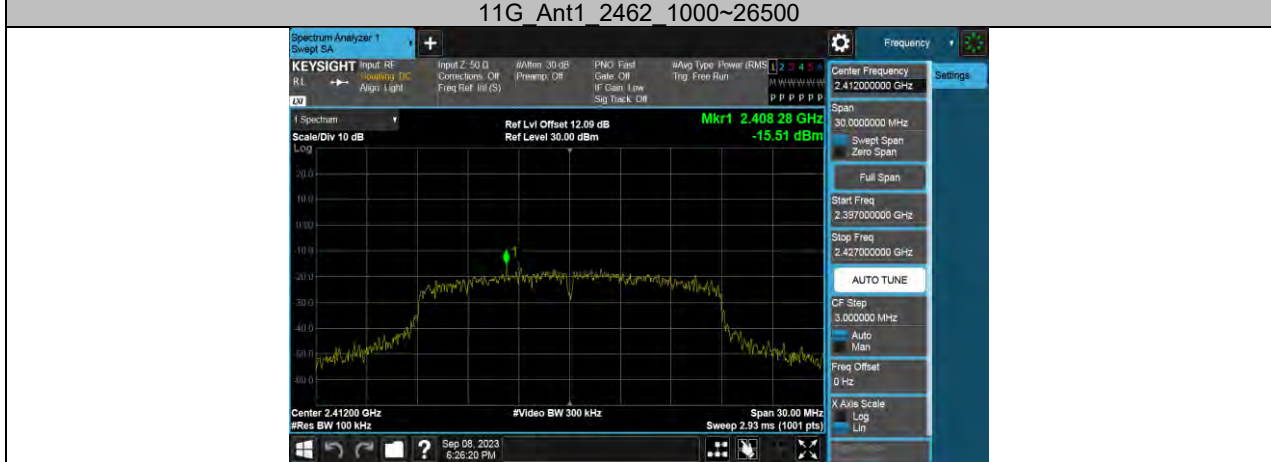 11G_Ant1_2462_1000~26500
Spectrum Analyzer 1
Swept SA
+
Frequency
KEYSIGHT
Input: RF
Coupling: DC
Align: Light
RL
LXI
Input Z: 50 Ω
Corrections: Off
Freq Ref: Int (S)
#Atten: 30 dB
Preamp: Off
PNO: Fast
Gate: Off
IF Gain: Low
Sig Track: Off
#Avg Type: Power (RMS
Trig: Free Run
1 2 3 4 5 6
M W W W W W
P P P P P P
Center Frequency
2.412000000 GHz
Settings
Span
30.0000000 MHz
Swept Span
Zero Span
Full Span
Start Freq
2.397000000 GHz
Stop Freq
2.427000000 GHz
AUTO TUNE
CF Step
3.000000 MHz
Auto
Man
Freq Offset
0 Hz
X Axis Scale
Log
Lin
1 Spectrum
Scale/Div 10 dB
Log
Ref Lvl Offset 12.09 dB
Ref Level 30.00 dBm
Mkr1 2.408 28 GHz
-15.51 dBm
20.0
10.0
0.00
-10.0
-20.0
-30.0
-40.0
-50.0
-60.0
1
Center 2.41200 GHz
#Res BW 100 kHz
#Video BW 300 kHz
Span 30.00 MHz
Sweep 2.93 ms (1001 pts)
?
Sep 08, 2023
6:26:20 PM